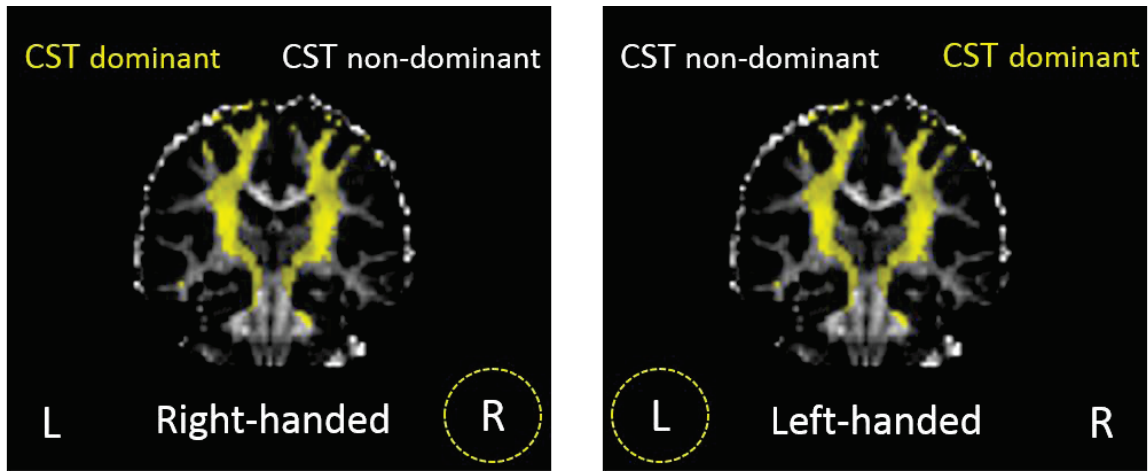 CST dominant
CST non-dominant
L
Right-handed
R
CST non-dominant
CST dominant
L
Left-handed
R